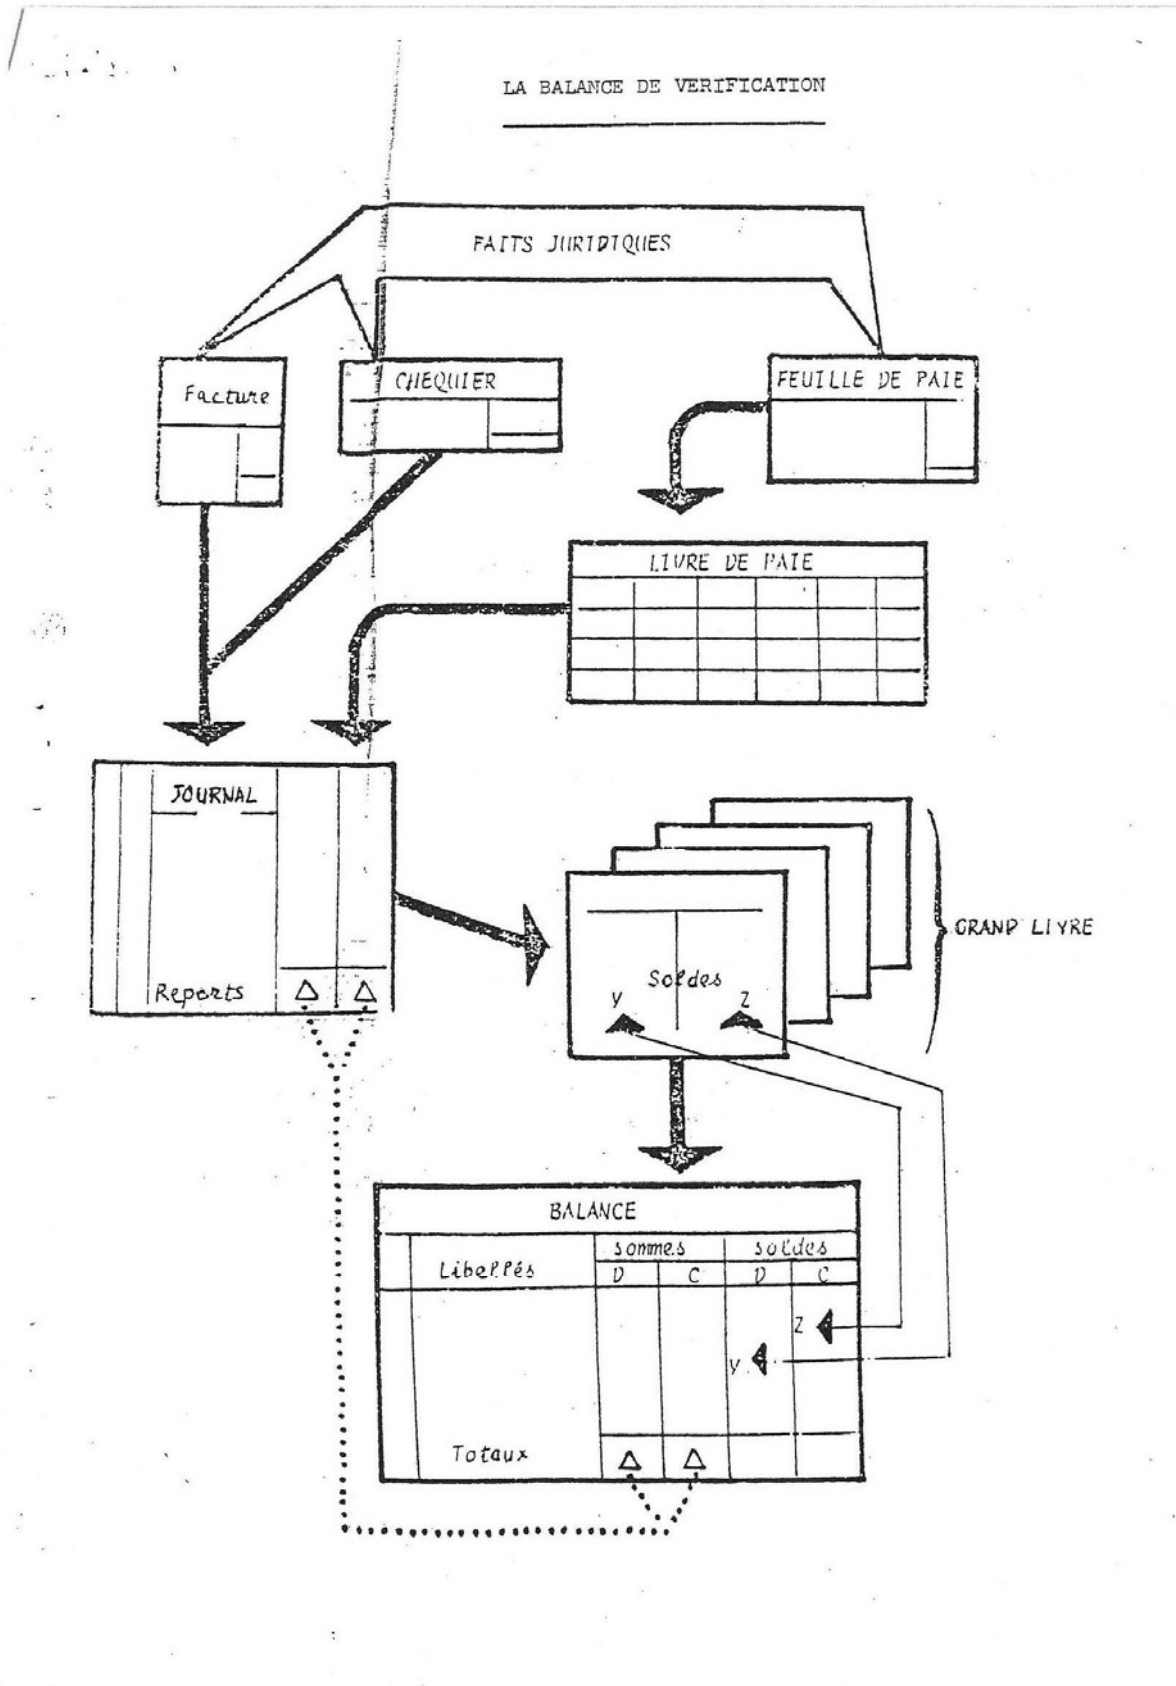 LA BALANCE DE VERIFICATION
FAITS JURIDIQUES
Facture
CHEQUIER
FEUILLE DE PAIE
LIVRE DE PAIE
JOURNAL
Reports
Soldes
Y
Z
GRAND LIVRE
BALANCE
Libellés
sommes
soldes
D
C
D
C
Z
Y
Totaux